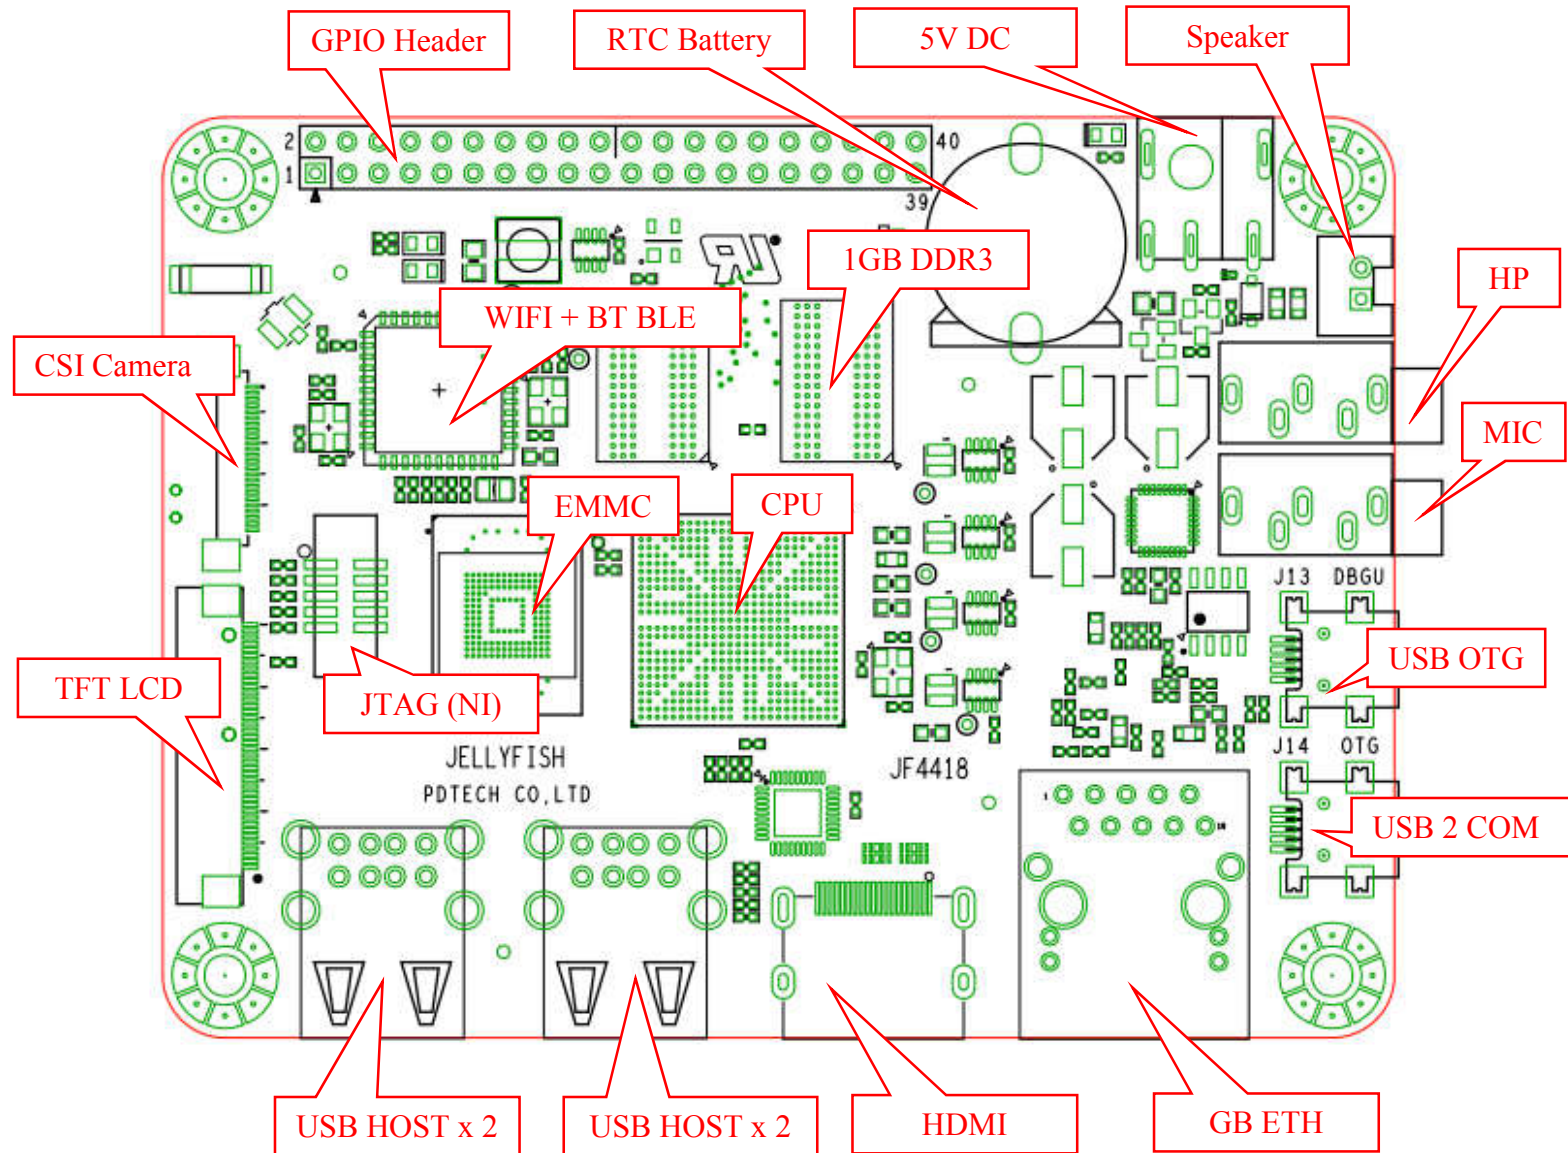 GPIO Header
RTC Battery
5V DC
Speaker
2
40
1
39
1GB DDR3
HP
WIFI + BT BLE
CSI Camera
MIC
EMMC
CPU
J13 DBGU
USB OTG
TFT LCD
JTAG (NI)
J14 OTG
JELLYFISH
JF4418
PDTECH CO,LTD
USB 2 COM
USB HOST x 2
USB HOST x 2
HDMI
GB ETH